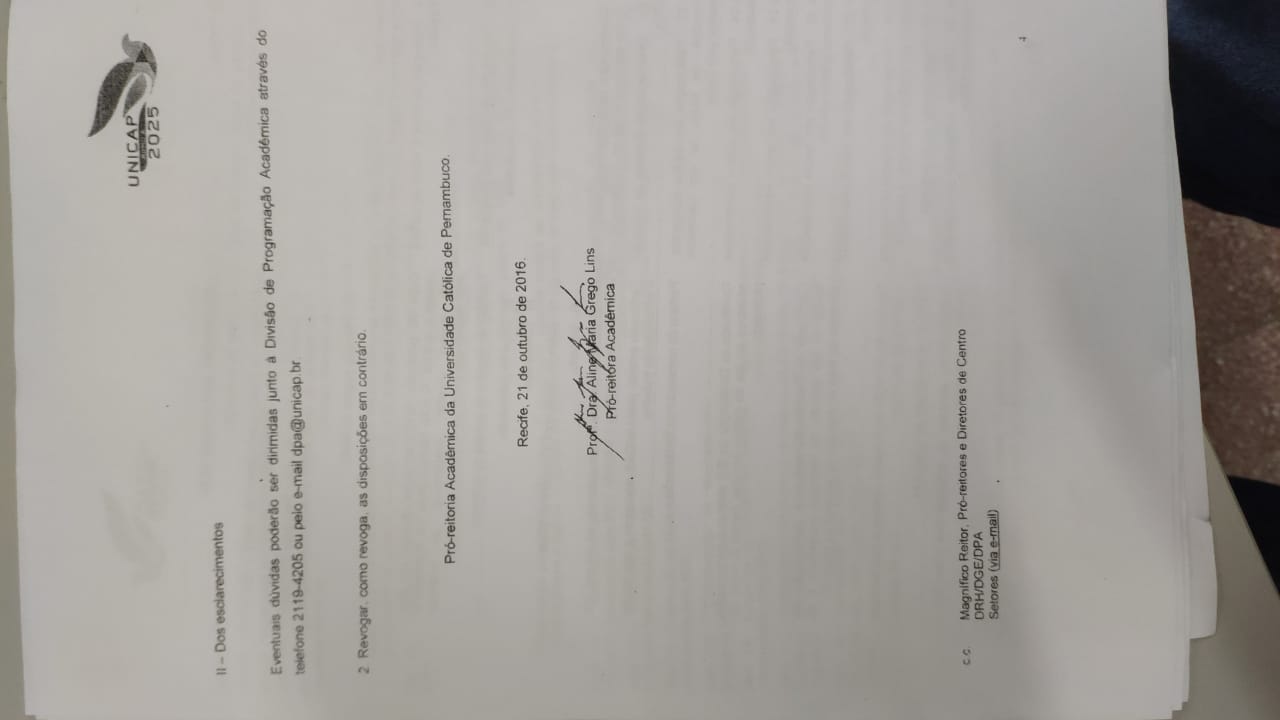 UNICAP
2025
II – Dos esclarecimentos
Eventuais dúvidas poderão ser dirimidas junto à Divisão de Programação Acadêmica através do
telefone 2119-4205 ou pelo e-mail dpa@unicap.br.
2. Revogar, como revoga, as disposições em contrário.
Pró-reitoria Acadêmica da Universidade Católica de Pernambuco.
Recife, 21 de outubro de 2016.
Profª. Dra. Aline Maria Grego Lins
Pró-reitora Acadêmica
c.c. Magnífico Reitor, Pró-reitores e Diretores de Centro
DRH/DGE/DPA
Setores (via e-mail)
4